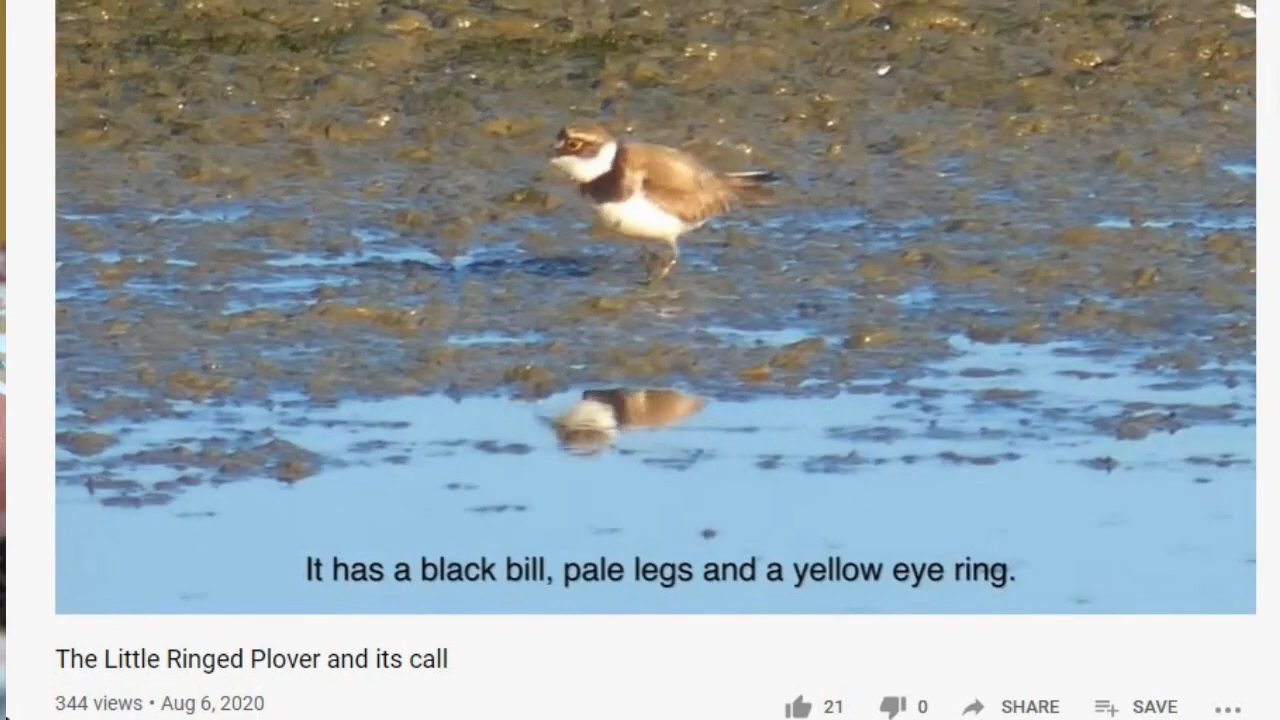 It has a black bill, pale legs and a yellow eye ring.
The Little Ringed Plover and its call
344 views • Aug 6, 2020
21 0 SHARE SAVE